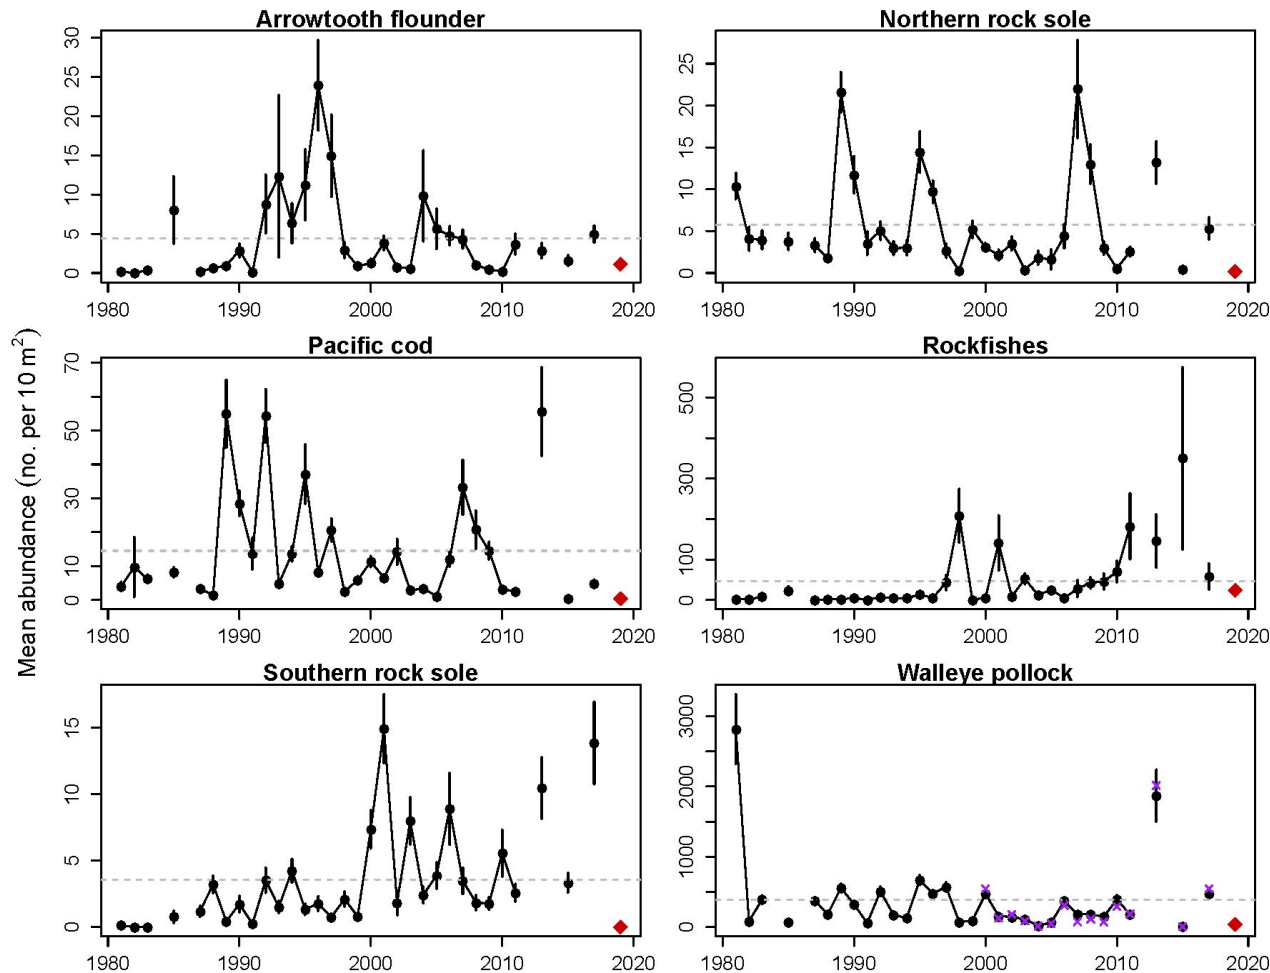 Arrowtooth flounder
Northern rock sole
30
25
20
15
10
5
0
1980 1990 2000 2010 2020
25
20
15
10
5
0
1980 1990 2000 2010 2020
Mean abundance (no. per 10 m²)
Pacific cod
Rockfishes
70
50
30
10
0
1980 1990 2000 2010 2020
500
300
100
0
1980 1990 2000 2010 2020
Southern rock sole
Walleye pollock
15
10
5
0
1980 1990 2000 2010 2020
3000
2000
1000
0
1980 1990 2000 2010 2020